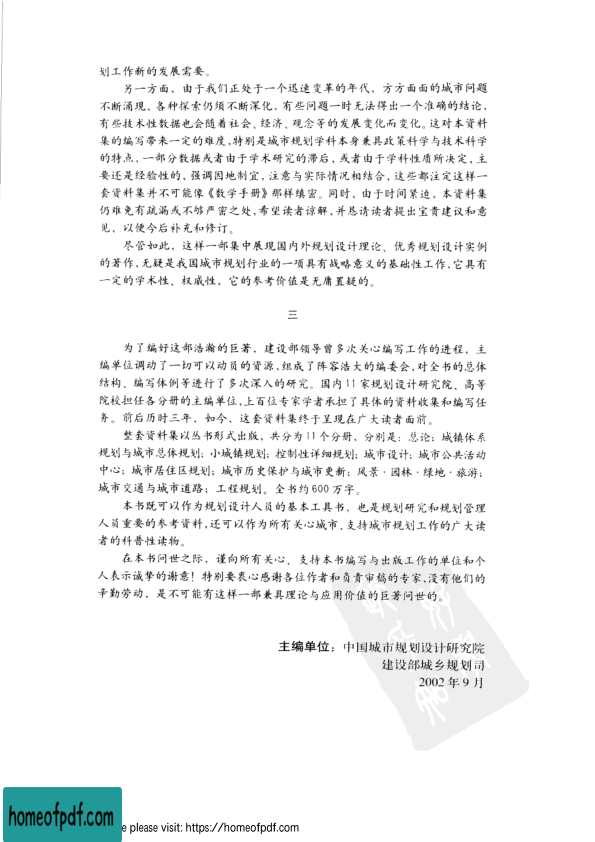 划工作新的发展需要。
另一方面，由于我们正处于一个迅速变革的年代，方方面面的城市问题
不断涌现，各种探索仍须不断深化，有些问题一时无法得出一个准确的结论，
有些技术性数据也会随着社会、经济、观念等的发展变化而变化。这对本资料
集的编写带来一定的难度，特别是城市规划学科本身兼具政策科学与技术科学
的特点，一部分数据或者由于学术研究的滞后，或者由于学科性质所决定，主
要还是经验性的，强调因地制宜，注意与实际情况相结合，这些都注定这样一
套资料集并不可能像《数学手册》那样缜密。同时，由于时间紧迫，本资料集
仍难免有疏漏或不够严密之处，希望读者谅解，并恳请读者提出宝贵建议和意
见，以便今后补充和修订。
尽管如此，这样一部集中展现国内外规划设计理论、优秀规划设计实例
的著作，无疑是我国城市规划行业的一项具有战略意义的基础性工作，它具有
一定的学术性、权威性，它的参考价值是无庸置疑的。
三
为了编好这部浩瀚的巨著，建设部领导曾多次关心编写工作的进程，主
编单位调动了一切可以动员的资源，组成了阵容浩大的编委会，对全书的总体
结构、编写体例等进行了多次深入的研究。国内11家规划设计研究院、高等
院校担任各分册的主编单位，上百位专家学者承担了具体的资料收集和编写任
务。前后历时三年，如今，这套资料集终于呈现在广大读者面前。
整套资料集以丛书形式出版，共分为11个分册，分别是：总论；城镇体系
规划与城市总体规划；小城镇规划；控制性详细规划；城市设计；城市公共活动
中心；城市居住区规划；城市历史保护与城市更新；风景·园林·绿地·旅游；
城市交通与城市道路；工程规划。全书约600万字。
本书既可以作为规划设计人员的基本工具书，也是规划研究和规划管理
人员重要的参考资料，还可以作为所有关心城市、支持城市规划工作的广大读
者的科普性读物。
在本书问世之际，谨向所有关心、支持本书编写与出版工作的单位和个
人表示诚挚的谢意！特别要衷心感谢各位作者和负责审稿的专家，没有他们的
辛勤劳动，是不可能有这样一部兼具理论与应用价值的巨著问世的。
主编单位：中国城市规划设计研究院
建设部城乡规划司
2002年9月
homeofpdf.com
e please visit: https://homeofpdf.com